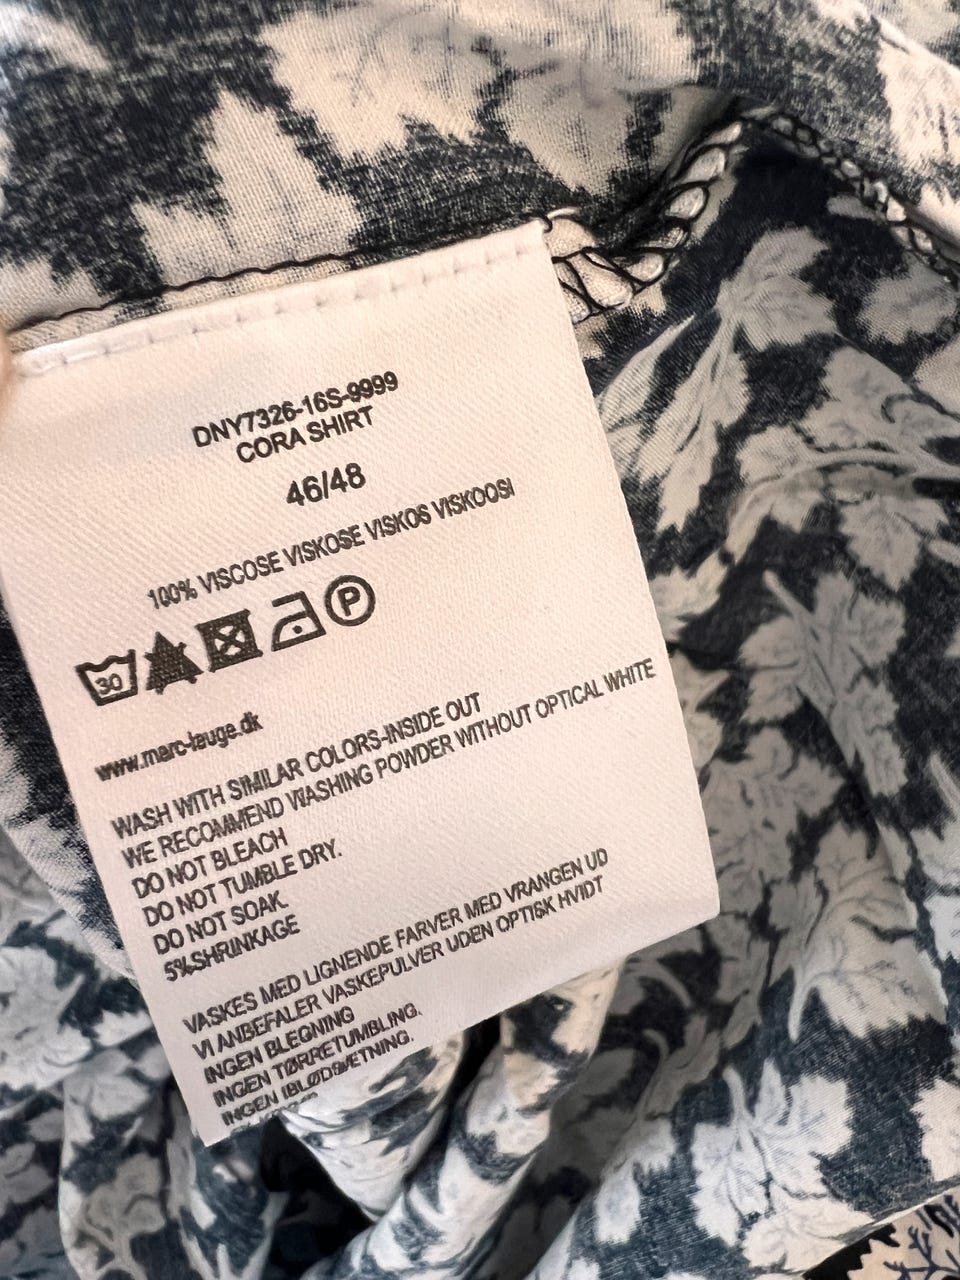 DNY7326-16S-9999
CORA SHIRT
46/48
100% VISCOSE VISKOSE VISKOS VISKOOSI
30 P
www.marc-lauge.dk
WASH WITH SIMILAR COLORS-INSIDE OUT
WE RECOMMEND WASHING POWDER WITHOUT OPTICAL WHITE
DO NOT BLEACH
DO NOT TUMBLE DRY.
DO NOT SOAK.
5%SHRINKAGE
VASKES MED LIGNENDE FARVER MED VRANGEN UD
VI ANBEFALER VASKEPULVER UDEN OPTISK HVIDT
INGEN BLEGNING
INGEN TØRRETUMBLING.
INGEN IBLØDSÆTNING.